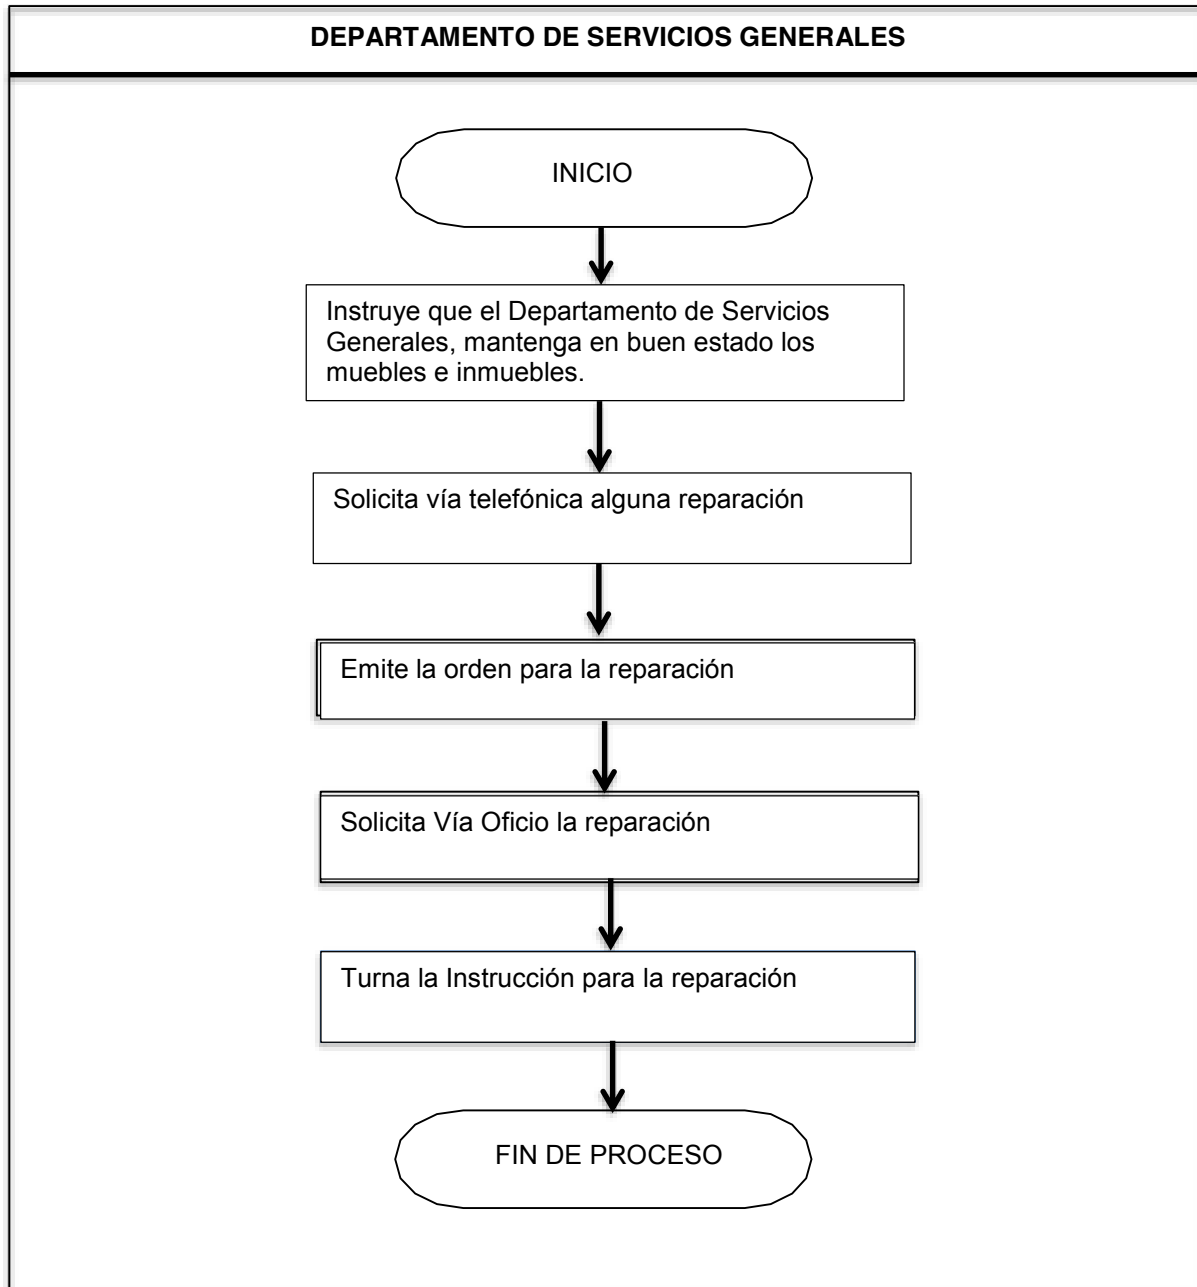 DEPARTAMENTO DE SERVICIOS GENERALES
INICIO
Instruye que el Departamento de Servicios
Generales, mantenga en buen estado los
muebles e inmuebles.
Solicita vía telefónica alguna reparación
Emite la orden para la reparación
Solicita Vía Oficio la reparación
Turna la Instrucción para la reparación
FIN DE PROCESO